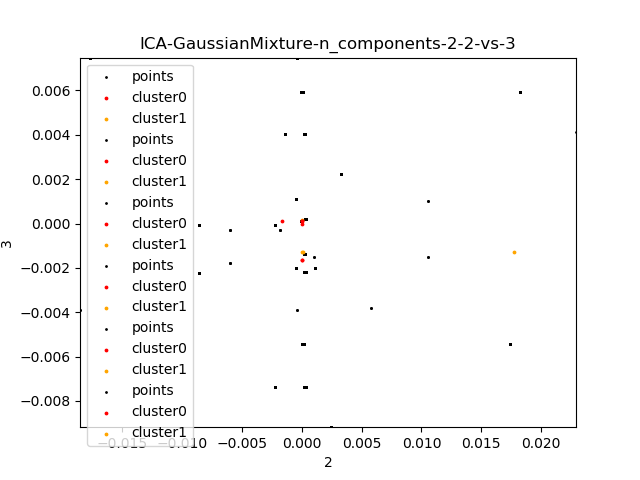 ICA-GaussianMixture-n_components-2-2-vs-3
0.006
0.004
0.002
0.000
−0.002
−0.004
−0.006
−0.008
3
points
cluster0
cluster1
points
cluster0
cluster1
points
cluster0
cluster1
points
cluster0
cluster1
points
cluster0
cluster1
points
cluster0
cluster1
−0.015 −0.010 −0.005 0.000 0.005 0.010 0.015 0.020
2